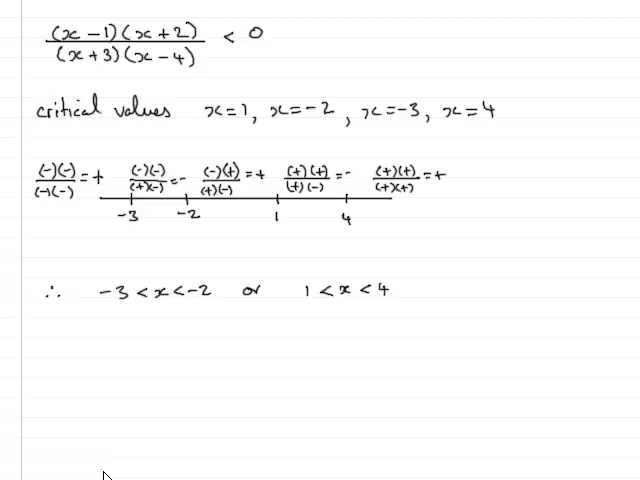 (x-1)(x+2)/(x+3)(x-4) < 0
critical values x=1, x=-2, x=-3, x=4
(-)(-)/(-)(-) = + (-)(-)/(+)(-) = - (-)(+)/(+)(-) = + (+)(+)/(+)(-) = - (+)(+)/(+)(+) = +
-3 -2 1 4
∴ -3 < x < -2 or 1 < x < 4